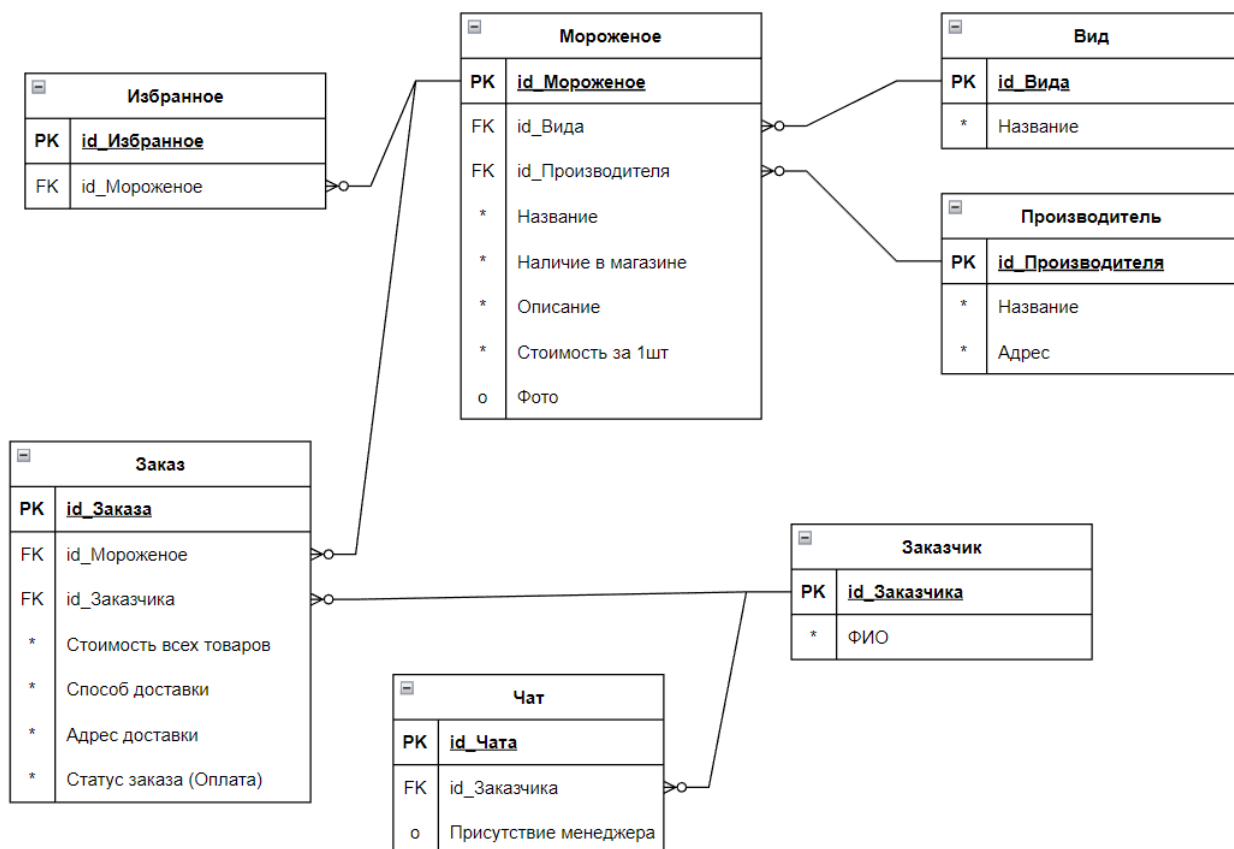 Мороженое
PK id_Мороженое
FK id_Вида
FK id_Производителя
* Название
* Наличие в магазине
* Описание
* Стоимость за 1шт
o Фото
Вид
PK id_Вида
* Название
Избранное
PK id_Избранное
FK id_Мороженое
Производитель
PK id_Производителя
* Название
* Адрес
Заказ
PK id_Заказа
FK id_Мороженое
FK id_Заказчика
* Стоимость всех товаров
* Способ доставки
* Адрес доставки
* Статус заказа (Оплата)
Заказчик
PK id_Заказчика
* ФИО
Чат
PK id_Чата
FK id_Заказчика
o Присутствие менеджера